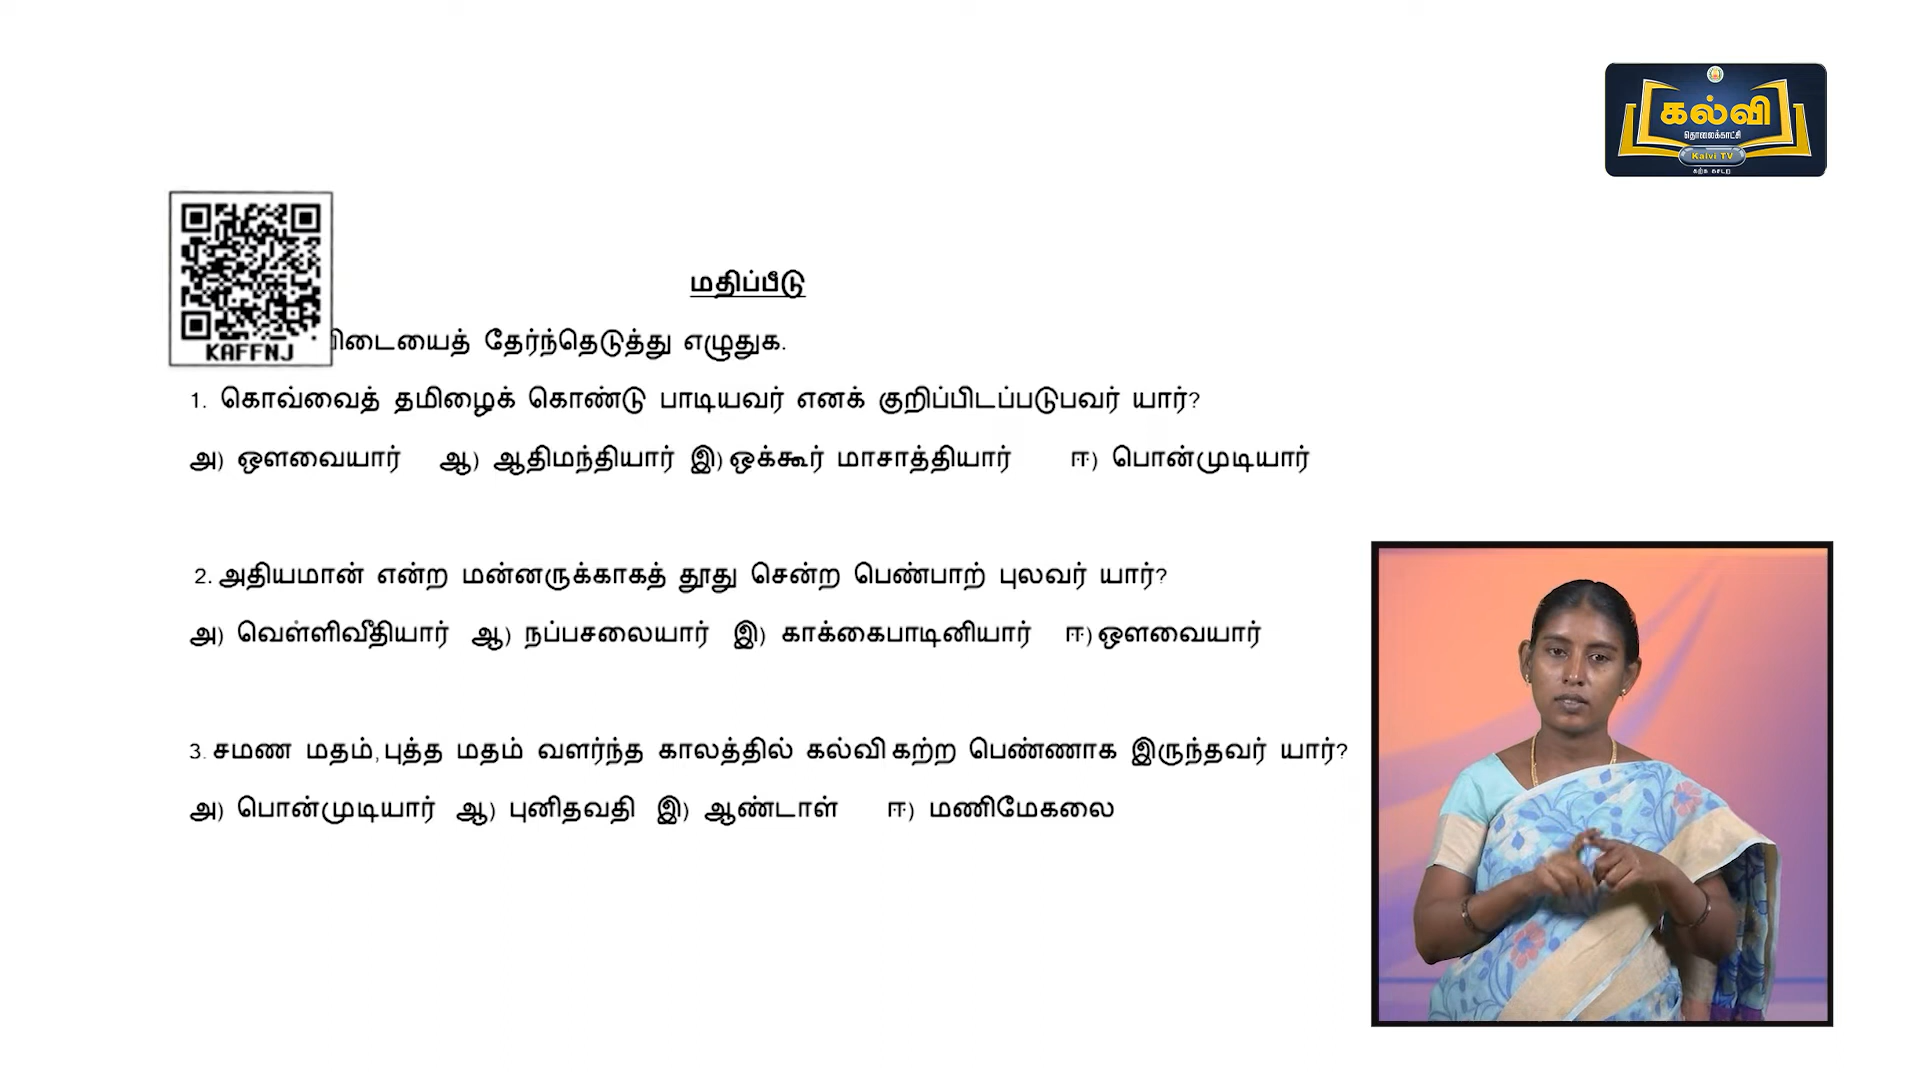 கல்வி
தொலைக்காட்சி
Kalvi TV
கற்க கசடற
மதிப்பீடு
KAFFNJ
தேர்ந்தெடுத்து எழுதுக.
1. கொவ்வைத் தமிழைக் கொண்டு பாடியவர் எனக் குறிப்பிடப்படுபவர் யார்?
அ) ஔவையார் ஆ) ஆதிமந்தியார் இ) ஒக்கூர் மாசாத்தியார் ஈ) பொன்முடியார்
2. அதியமான் என்ற மன்னருக்காகத் தூது சென்ற பெண்பாற் புலவர் யார்?
அ) வெள்ளிவீதியார் ஆ) நப்பசலையார் இ) காக்கைபாடினியார் ஈ) ஔவையார்
3. சமண மதம், புத்த மதம் வளர்ந்த காலத்தில் கல்வி கற்ற பெண்ணாக இருந்தவர் யார்?
அ) பொன்முடியார் ஆ) புனிதவதி இ) ஆண்டாள் ஈ) மணிமேகலை